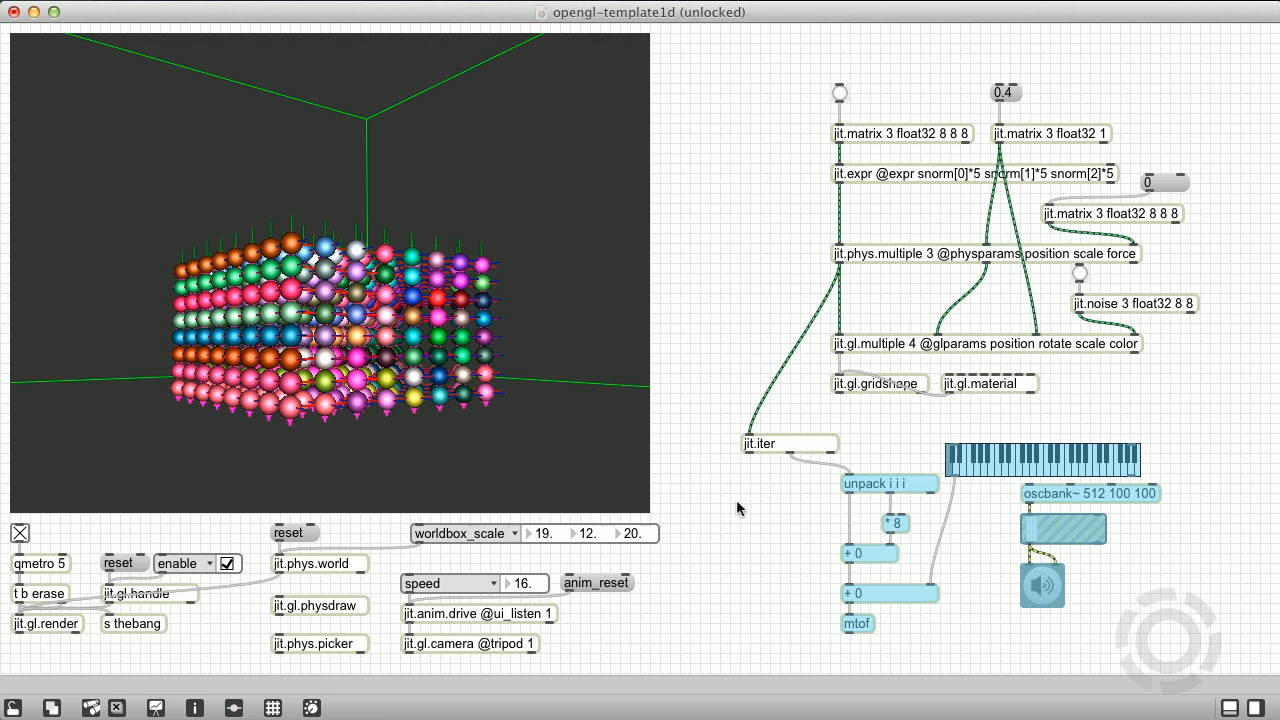 opengl-template1d (unlocked)
0.4
jit.matrix 3 float32 8 8 8
jit.matrix 3 float32 1
jit.expr @expr snorm[0]*5 snorm[1]*5 snorm[2]*5
0
jit.matrix 3 float32 8 8 8
jit.phys.multiple 3 @physparams position scale force
jit.noise 3 float32 8 8
jit.gl.multiple 4 @glparams position rotate scale color
jit.gl.gridshape
jit.gl.material
jit.iter
unpack i i i
oscbank~ 512 100 100
* 8
+ 0
+ 0
mtof
reset
worldbox_scale 19. 12. 20.
qmetro 5
reset
enable
jit.phys.world
speed 16.
anim_reset
t b erase
jit.gl.handle
jit.gl.physdraw
jit.anim.drive @ui_listen 1
jit.gl.render
s thebang
jit.phys.picker
jit.gl.camera @tripod 1